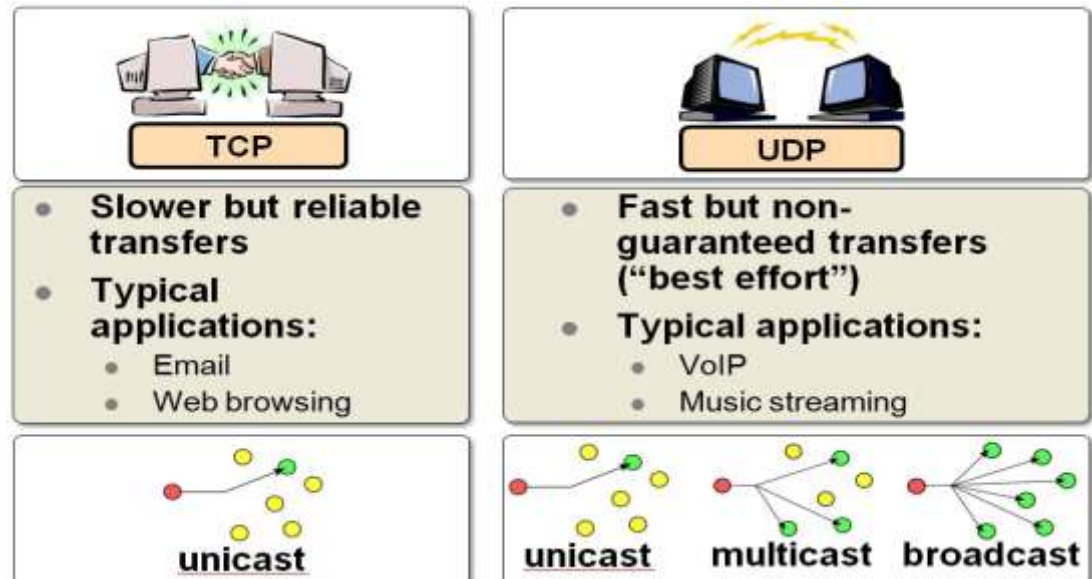 TCP
Slower but reliable
transfers
Typical
applications:
Email
Web browsing
unicast
UDP
Fast but non-
guaranteed transfers
(“best effort”)
Typical applications:
VoIP
Music streaming
unicast
multicast
broadcast